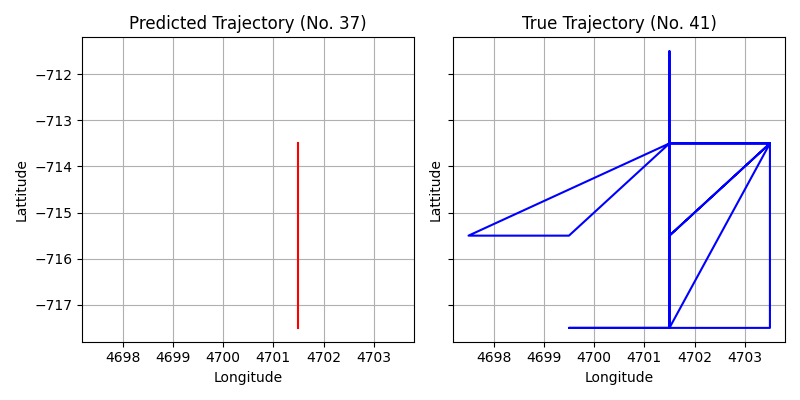 Predicted Trajectory (No. 37)
True Trajectory (No. 41)
Lattitude
−712
−713
−714
−715
−716
−717
4698 4699 4700 4701 4702 4703
Longitude
Lattitude
4698 4699 4700 4701 4702 4703
Longitude